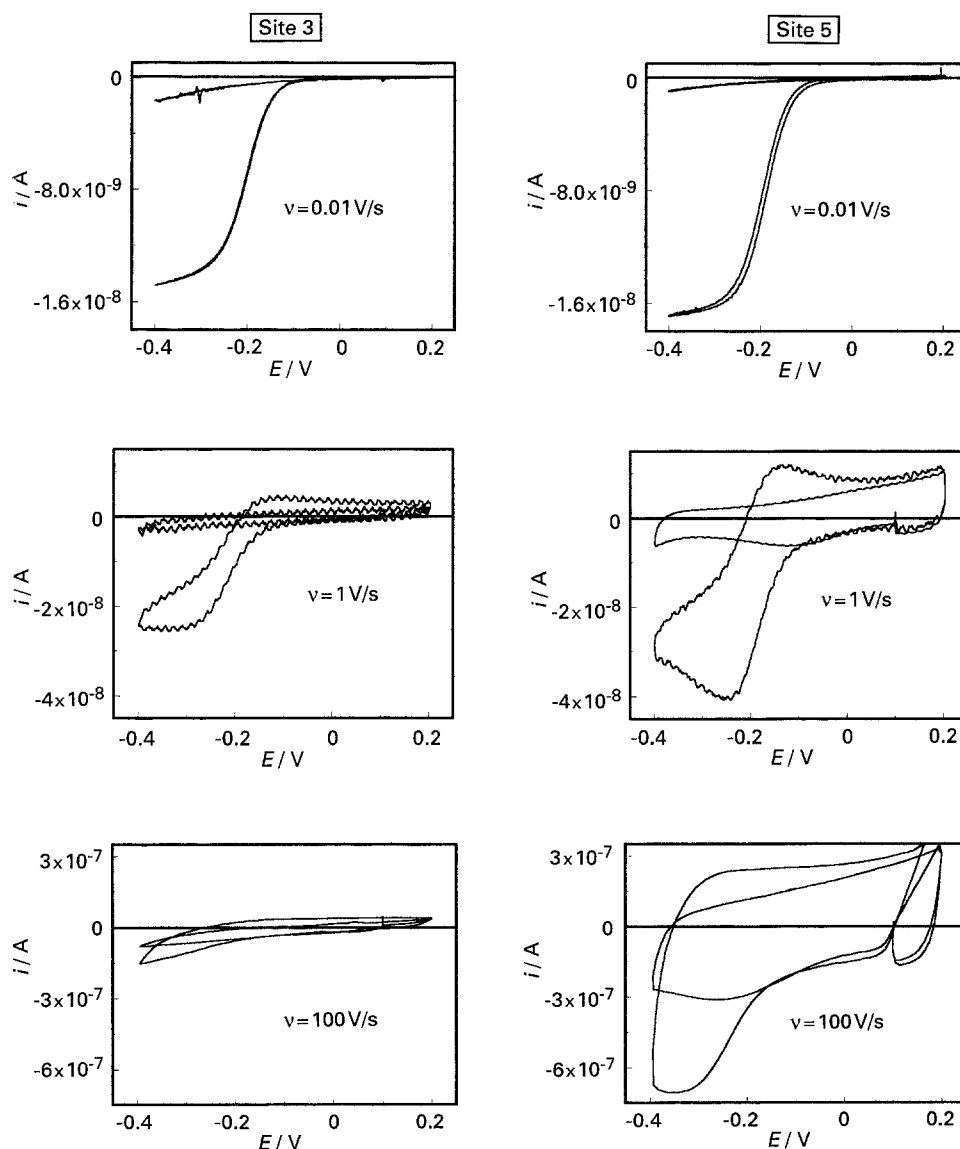 Site 3
0
-8.0x10⁻⁹
-1.6x10⁻⁸
i / A
ν=0.01V/s
-0.4 -0.2 0 0.2
E / V
Site 5
0
-8.0x10⁻⁹
-1.6x10⁻⁸
i / A
ν=0.01V/s
-0.4 -0.2 0 0.2
E / V
0
-2x10⁻⁸
-4x10⁻⁸
i / A
ν=1V/s
-0.4 -0.2 0 0.2
E / V
0
-2x10⁻⁸
-4x10⁻⁸
i / A
ν=1V/s
-0.4 -0.2 0 0.2
E / V
3x10⁻⁷
0
-3x10⁻⁷
-6x10⁻⁷
i / A
ν=100V/s
-0.4 -0.2 0 0.2
E / V
3x10⁻⁷
0
-3x10⁻⁷
-6x10⁻⁷
i / A
ν=100V/s
-0.4 -0.2 0 0.2
E / V